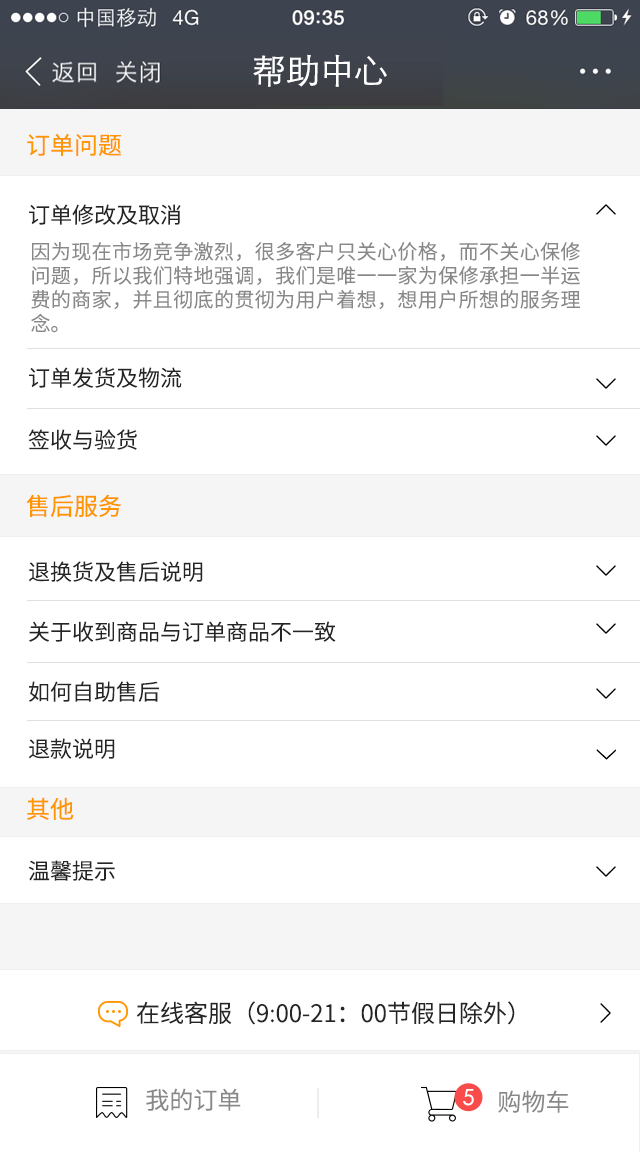 中国移动 4G 09:35 68%
返回 关闭 帮助中心
订单问题
订单修改及取消
因为现在市场竞争激烈，很多客户只关心价格，而不关心保修
问题，所以我们特地强调，我们是唯一一家为保修承担一半运
费的商家，并且彻底的贯彻为用户着想，想用户所想的服务理
念。
订单发货及物流
签收与验货
售后服务
退换货及售后说明
关于收到商品与订单商品不一致
如何自助售后
退款说明
其他
温馨提示
在线客服（9:00-21：00节假日除外）
我的订单 5 购物车